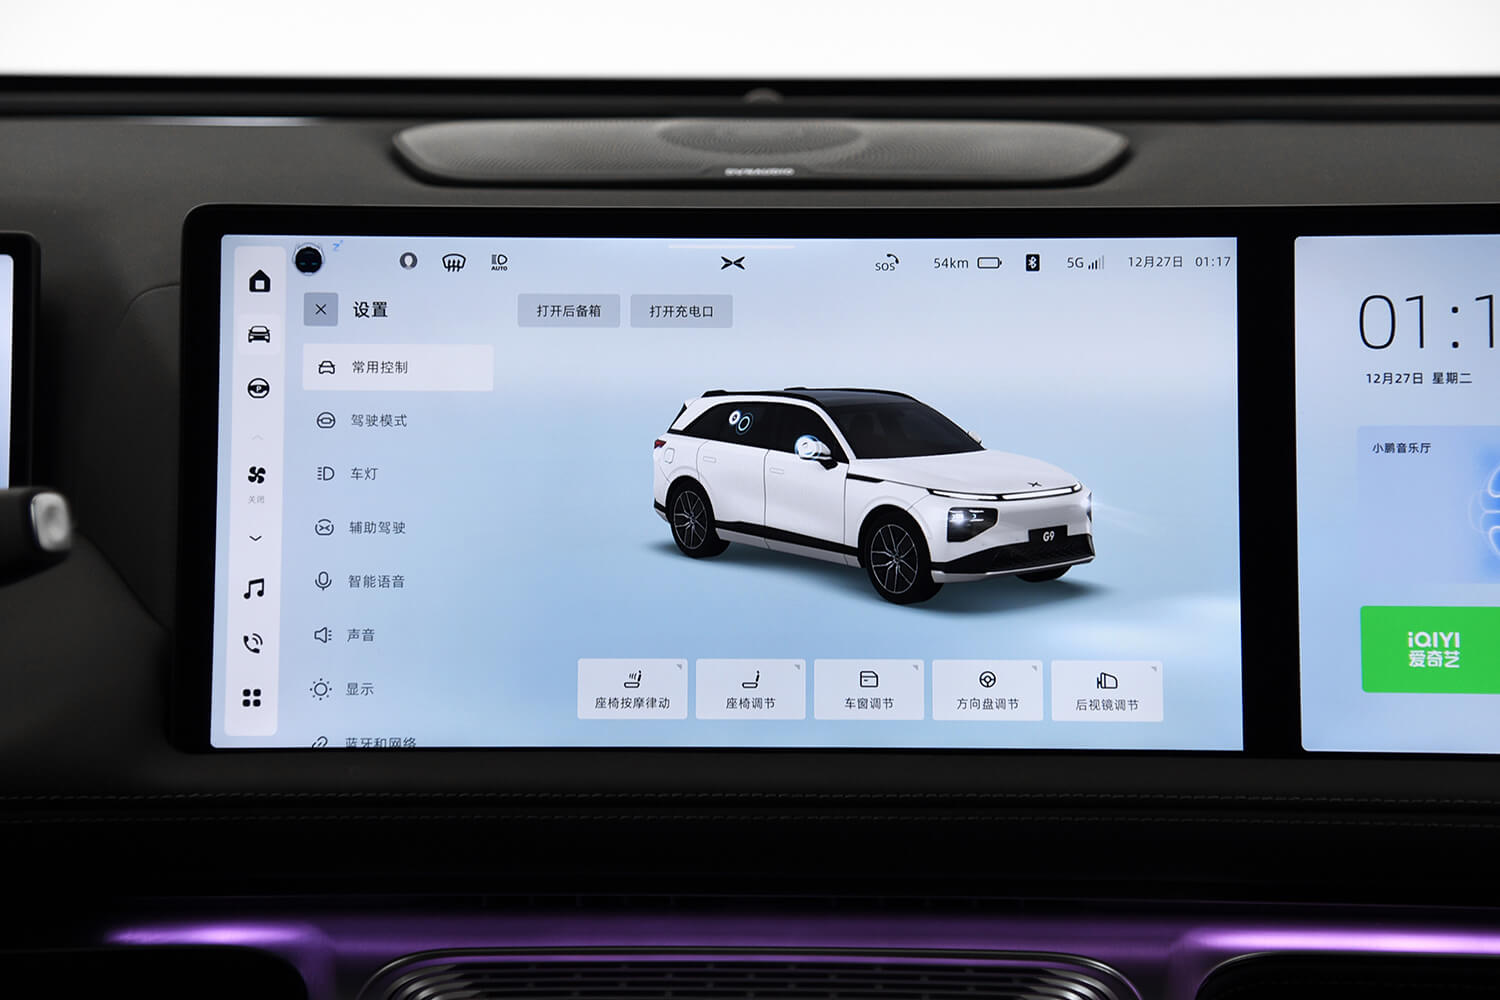 DYNAUDIO
AUTO
SOS
54km
5G
12月27日 01:17
设置
打开后备箱
打开充电口
常用控制
驾驶模式
车灯
辅助驾驶
智能语音
声音
显示
蓝牙和网络
P
关闭
G9
座椅按摩律动
座椅调节
车窗调节
方向盘调节
后视镜调节
01:1
12月27日 星期二
小鹏音乐厅
iQIYI
爱奇艺